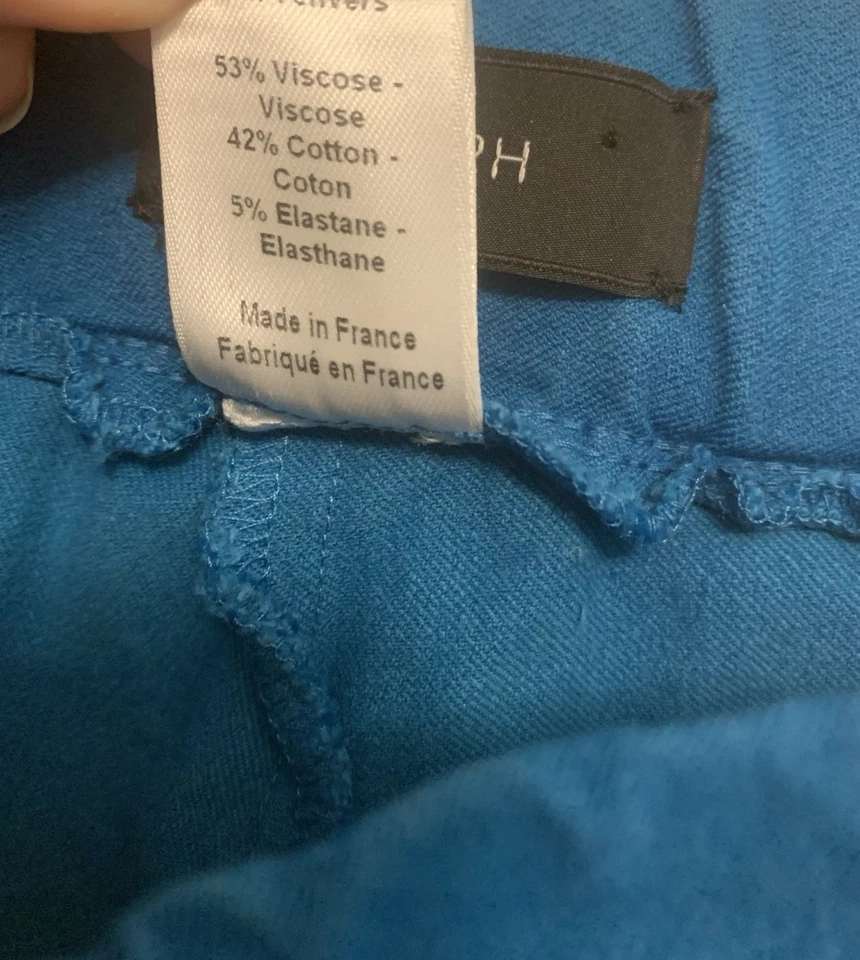 53% Viscose -
Viscose
42% Cotton -
Coton
5% Elastane -
Elasthane
Made in France
Fabriqué en France
PH